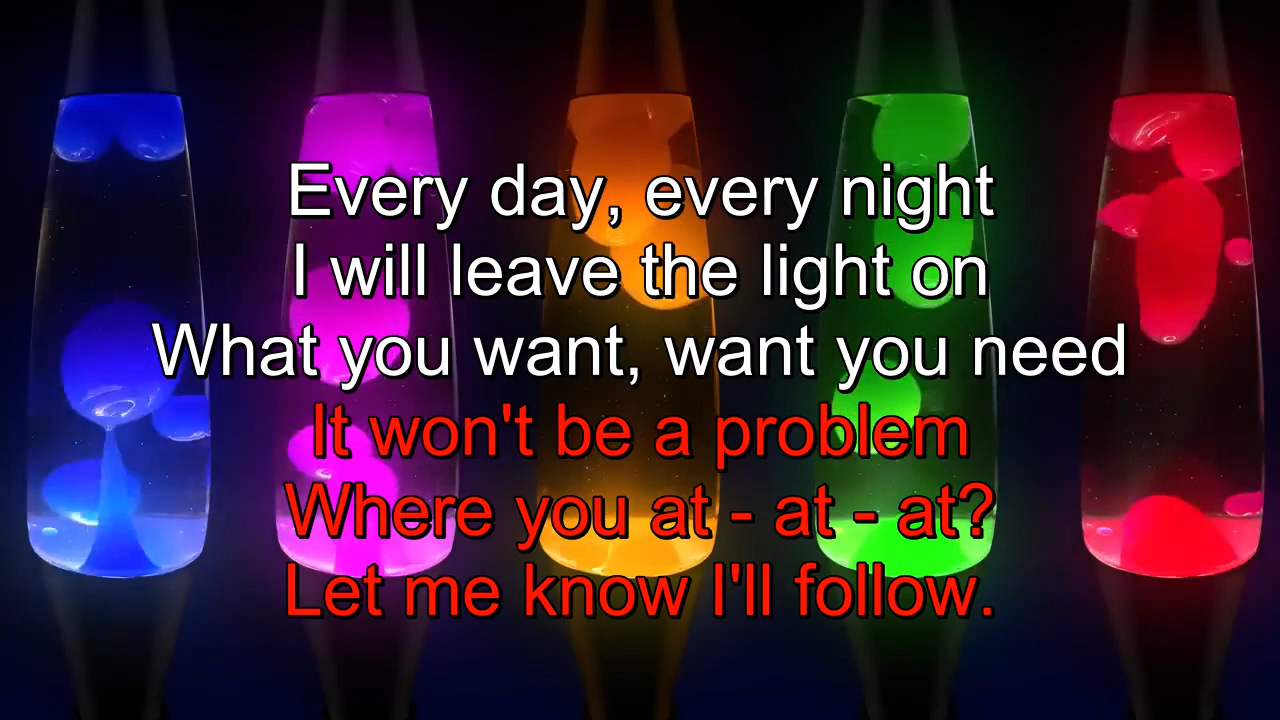 Every day, every night
I will leave the light on
What you want, want you need
It won't be a problem
Where you at - at - at?
Let me know I'll follow.